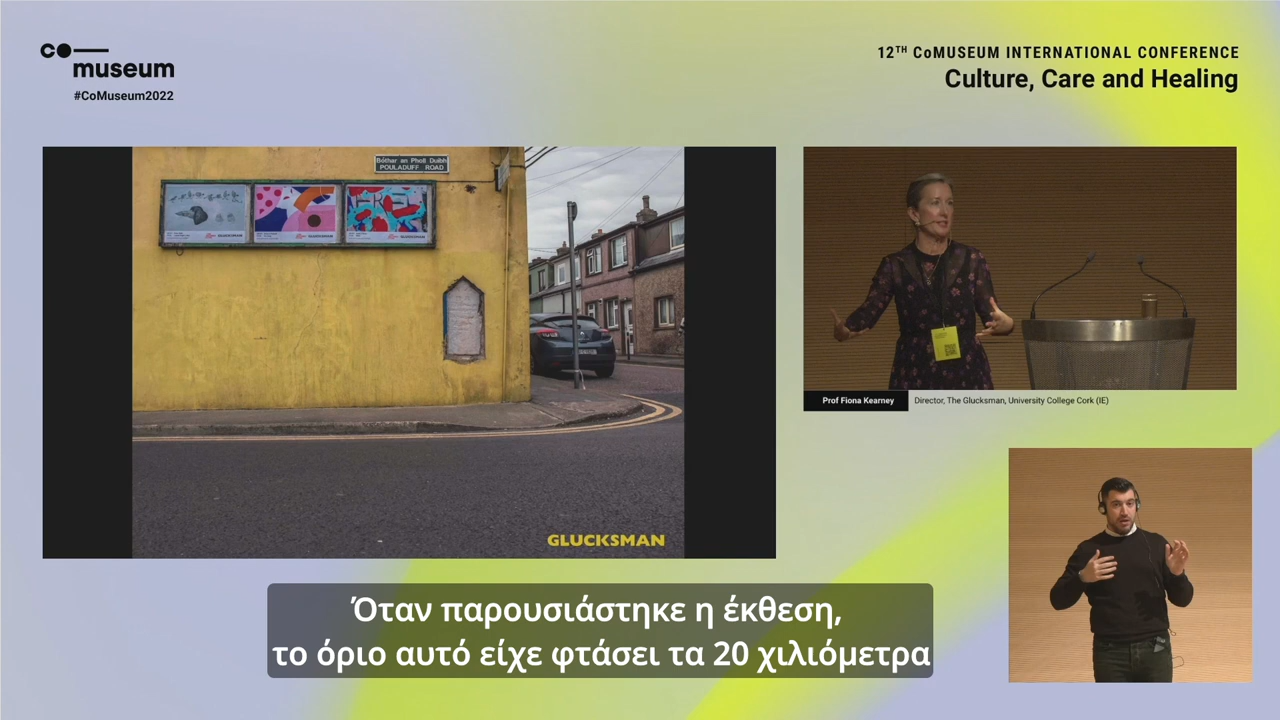 co
museum
#CoMuseum2022
12TH CoMUSEUM INTERNATIONAL CONFERENCE
Culture, Care and Healing
Bóthar an Pholl Duibh
POULADUFF ROAD
GLUCKSMAN
Prof Fiona Kearney
Director, The Glucksman, University College Cork (IE)
Όταν παρουσιάστηκε η έκθεση,
το όριο αυτό είχε φτάσει τα 20 χιλιόμετρα